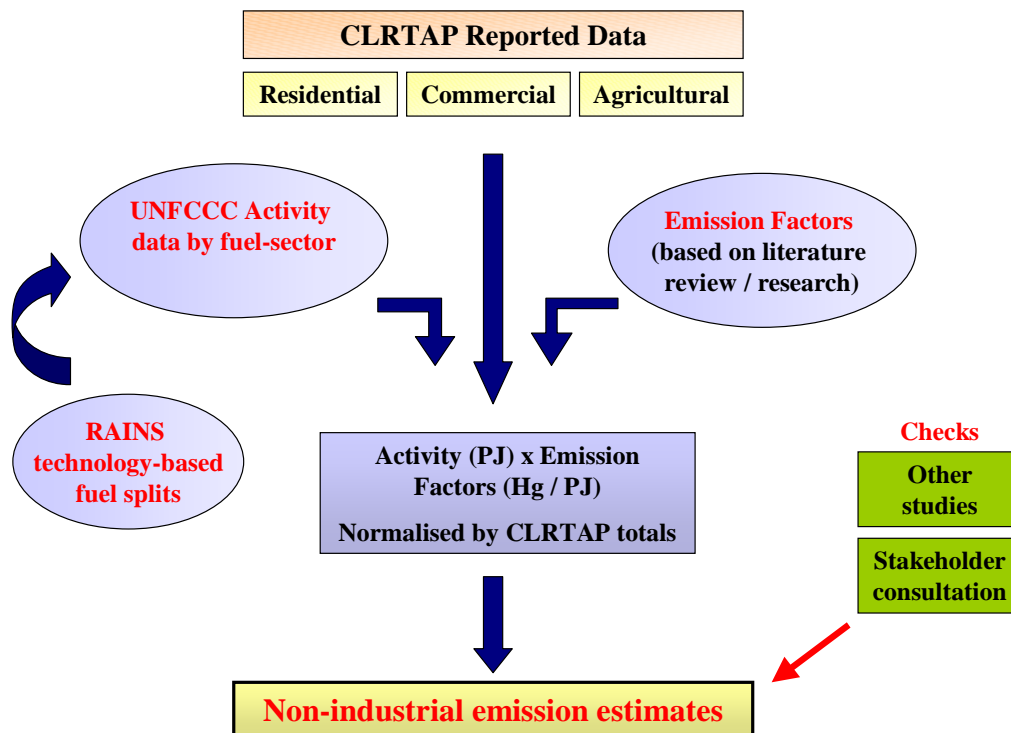 CLRTAP Reported Data
Residential
Commercial
Agricultural
UNFCCC Activity
data by fuel-sector
Emission Factors
(based on literature
review / research)
RAINS
technology-based
fuel splits
Activity (PJ) x Emission
Factors (Hg / PJ)
Normalised by CLRTAP totals
Checks
Other
studies
Stakeholder
consultation
Non-industrial emission estimates